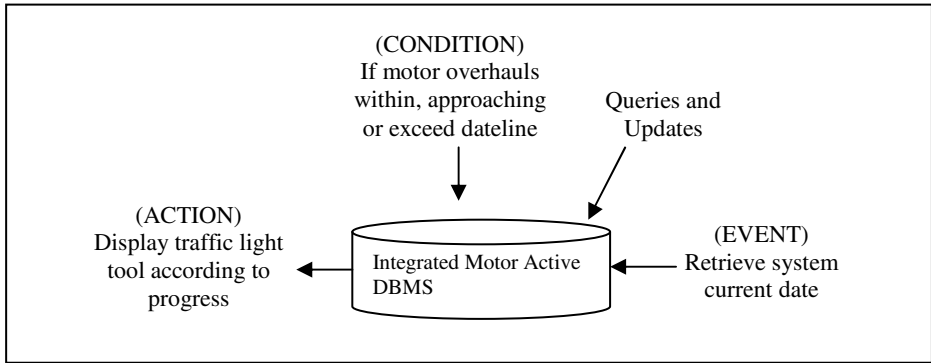 (CONDITION)
If motor overhauls
within, approaching
or exceed dateline
Queries and
Updates
(ACTION)
Display traffic light
tool according to
progress
Integrated Motor Active
DBMS
(EVENT)
Retrieve system
current date